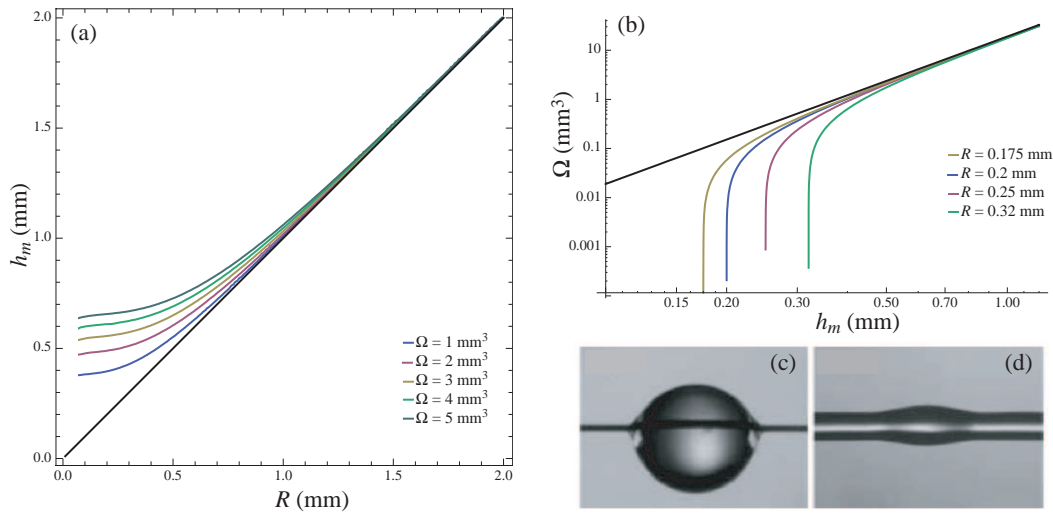 (a)
2.0
1.5
1.0
0.5
0.0
h_m (mm)
0.0 0.5 1.0 1.5 2.0
R (mm)
Ω = 1 mm³
Ω = 2 mm³
Ω = 3 mm³
Ω = 4 mm³
Ω = 5 mm³
(b)
10
1
0.1
0.01
0.001
Ω (mm³)
0.15 0.20 0.30 0.50 0.70 1.00
h_m (mm)
R = 0.175 mm
R = 0.2 mm
R = 0.25 mm
R = 0.32 mm
(c)
(d)